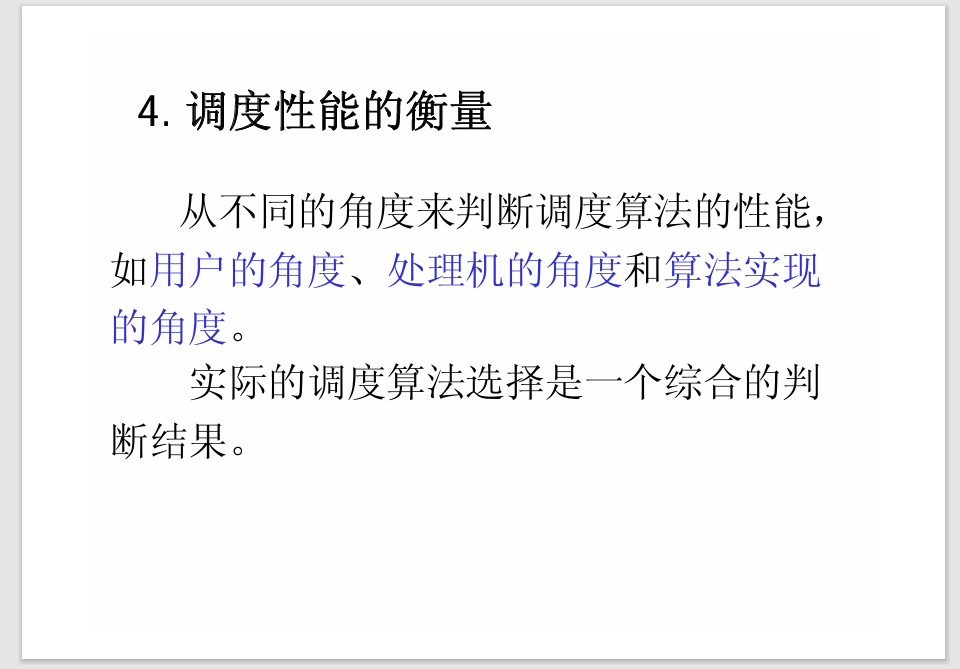 4. 调度性能的衡量
从不同的角度来判断调度算法的性能，
如用户的角度、处理机的角度和算法实现
的角度。
实际的调度算法选择是一个综合的判
断结果。